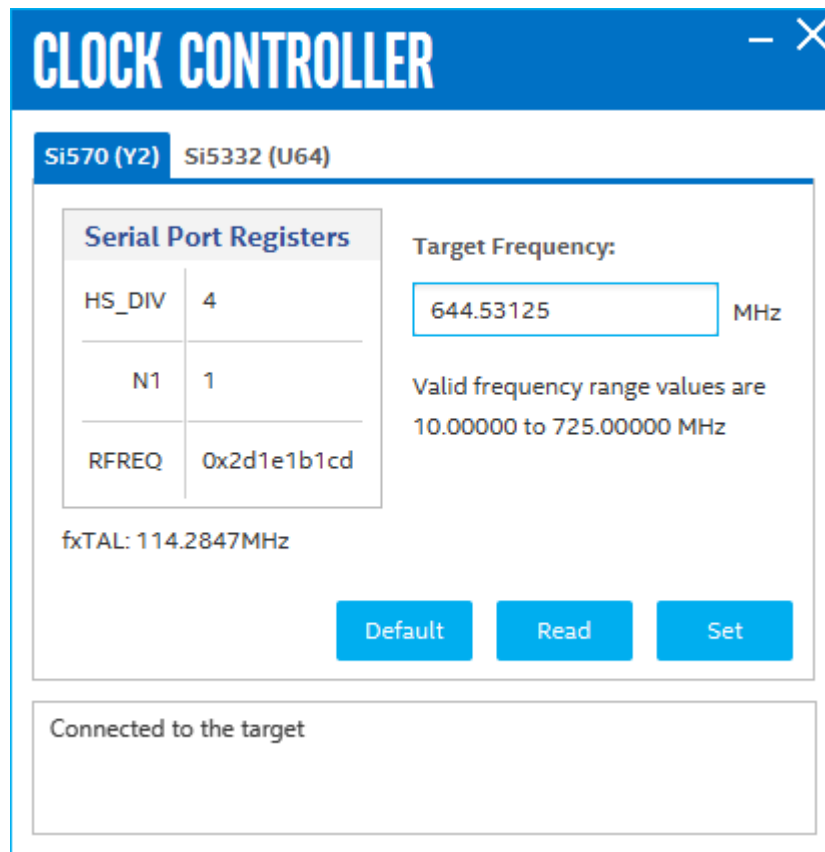 CLOCK CONTROLLER
Si570 (Y2) Si5332 (U64)
Serial Port Registers
HS_DIV 4
N1 1
RFREQ 0x2d1e1b1cd
fxTAL: 114.2847MHz
Target Frequency:
644.53125 MHz
Valid frequency range values are
10.00000 to 725.00000 MHz
Default Read Set
Connected to the target